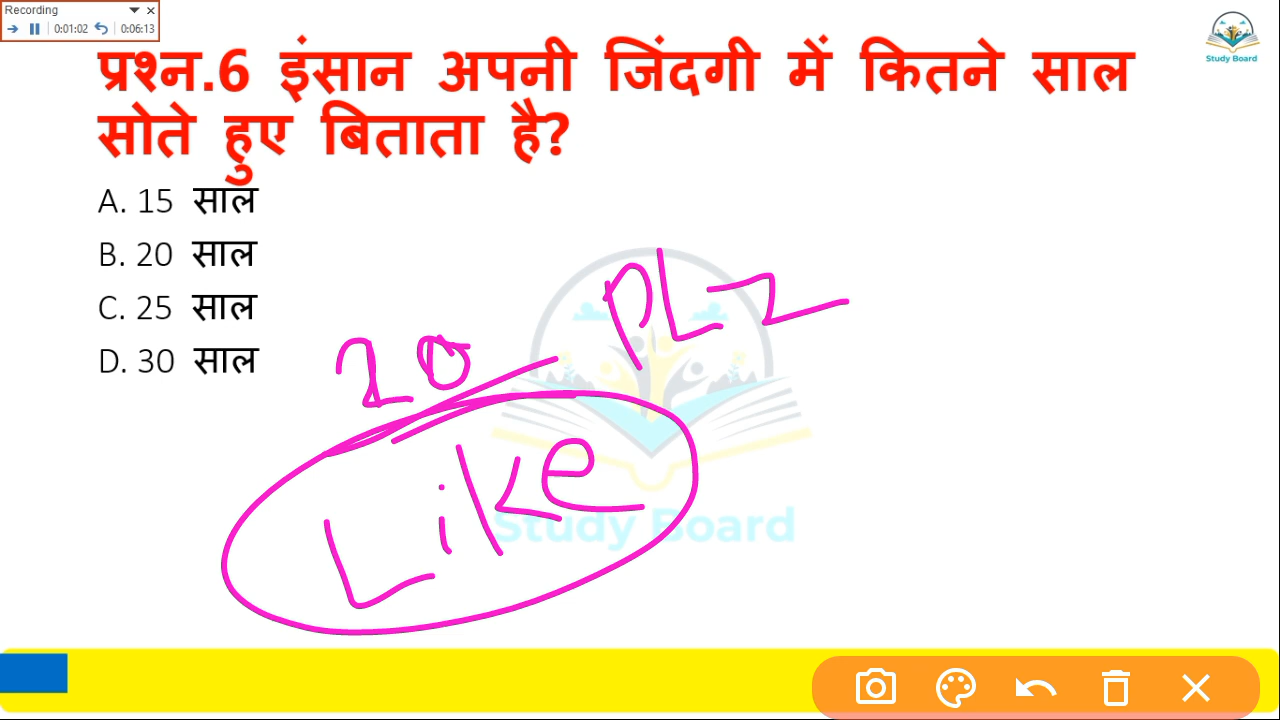 Recording
0:01:02 0:06:13
Study Board
प्रश्न.6 इंसान अपनी जिंदगी में कितने साल
सोते हुए बिताता है?
A. 15 साल
B. 20 साल
C. 25 साल
D. 30 साल
20
PLz
Like
Study Board